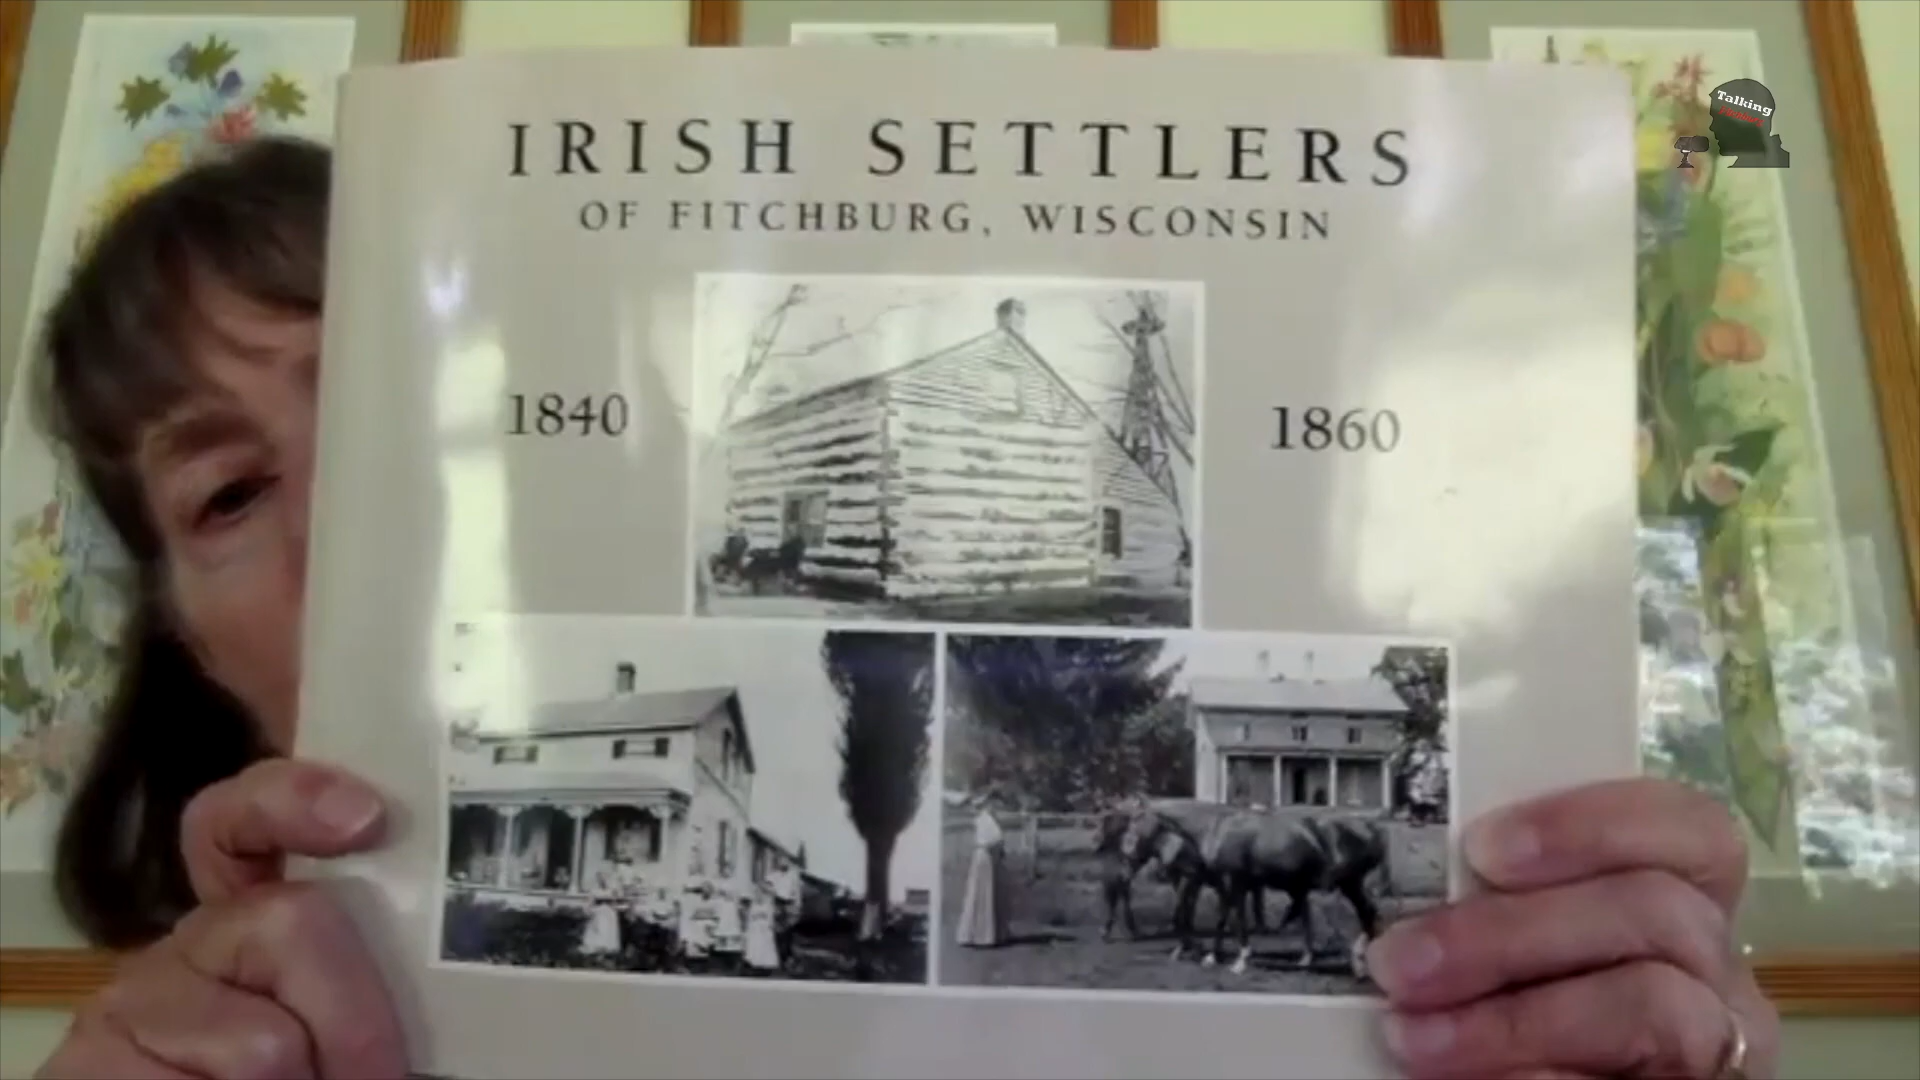 Talking
IRISH SETTLERS
OF FITCHBURG, WISCONSIN
1840
1860